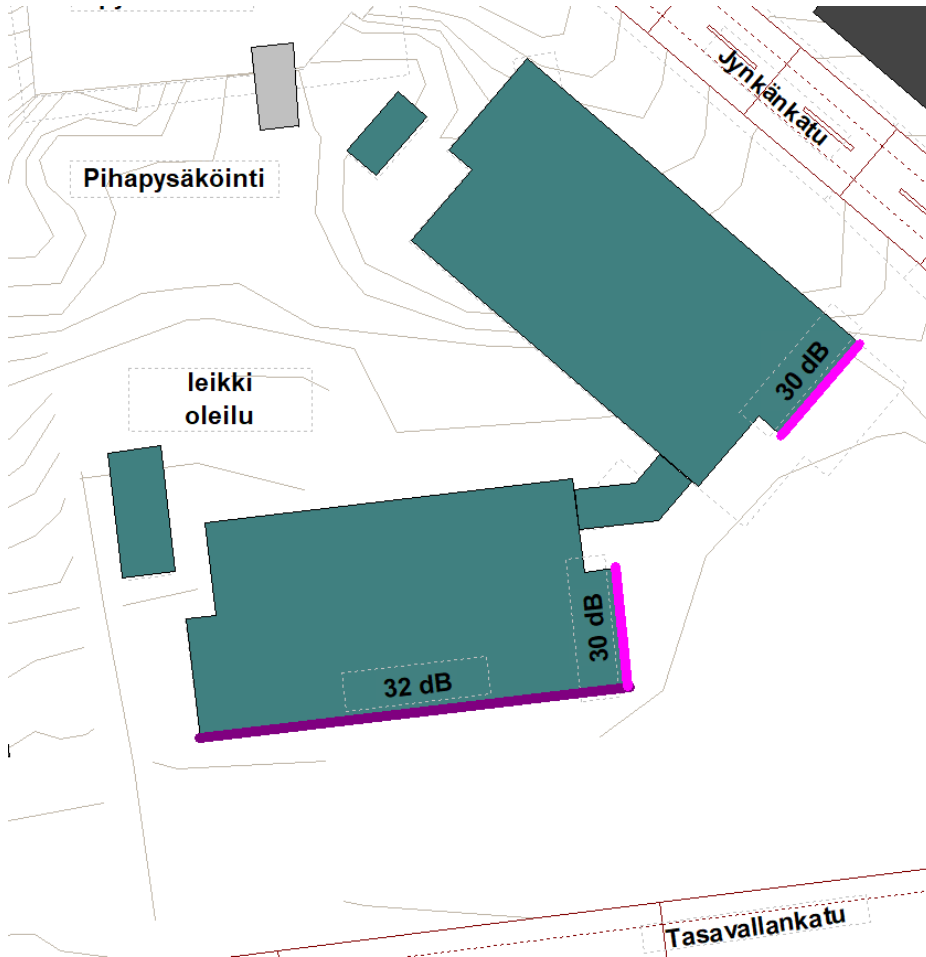 Jynkänkatu
Pihapysäköinti
30 dB
leikki
oleilu
30 dB
32 dB
Tasavallankatu